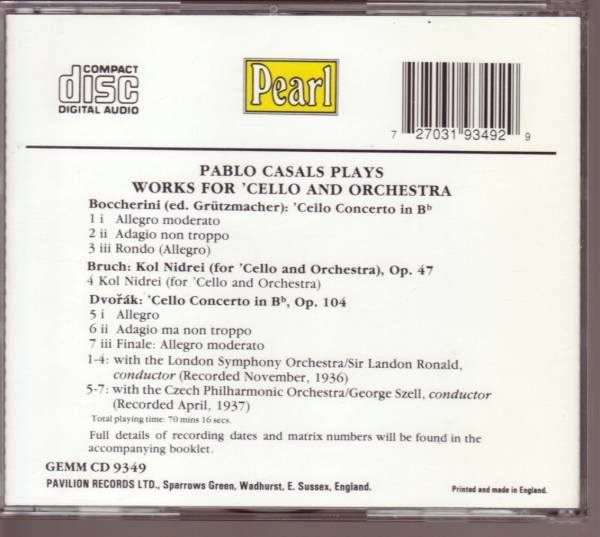 COMPACT
disc
DIGITAL AUDIO
Pearl
7 27031 93492 9
PABLO CASALS PLAYS
WORKS FOR 'CELLO AND ORCHESTRA
Boccherini (ed. Grützmacher): 'Cello Concerto in B♭
1 i Allegro moderato
2 ii Adagio non troppo
3 iii Rondo (Allegro)
Bruch: Kol Nidrei (for 'Cello and Orchestra), Op. 47
4 Kol Nidrei (for 'Cello and Orchestra)
Dvořák: 'Cello Concerto in B♭, Op. 104
5 i Allegro
6 ii Adagio ma non troppo
7 iii Finale: Allegro moderato
1-4: with the London Symphony Orchestra/Sir Landon Ronald,
conductor (Recorded November, 1936)
5-7: with the Czech Philharmonic Orchestra/George Szell, conductor
(Recorded April, 1937)
Total playing time: 70 mins 16 secs.
Full details of recording dates and matrix numbers will be found in the
accompanying booklet.
GEMM CD 9349
PAVILION RECORDS LTD., Sparrows Green, Wadhurst, E. Sussex, England.
Printed and made in England.